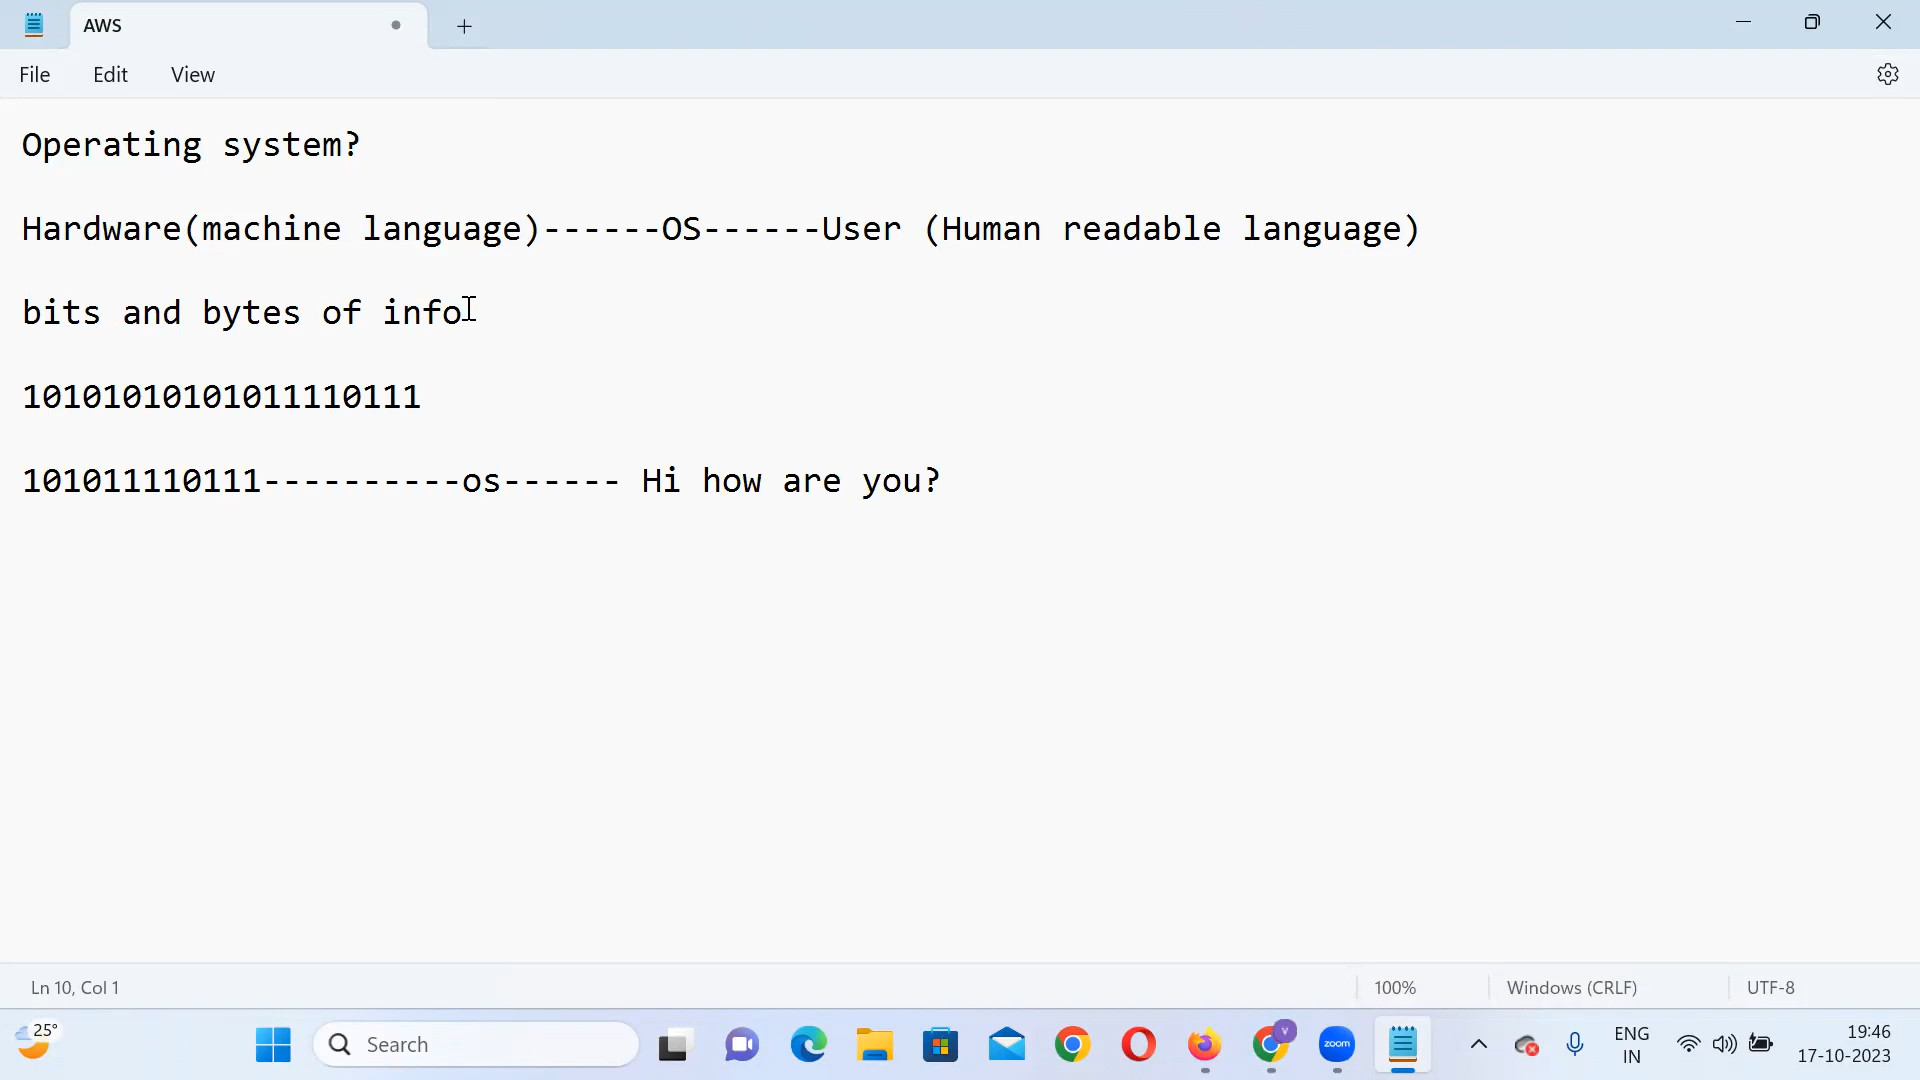 AWS
File Edit View
Operating system?
Hardware(machine language)------OS------User (Human readable language)
bits and bytes of info
10101010101011110111
101011110111----------os------ Hi how are you?
Ln 10, Col 1 100% Windows (CRLF) UTF-8
25° Search V zoom ENG 19:46
IN 17-10-2023